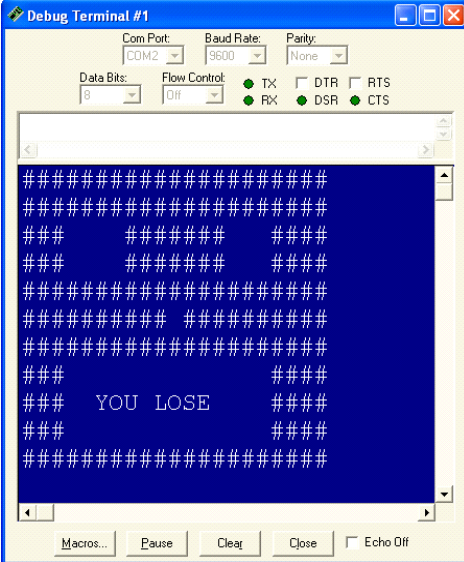 Debug Terminal #1
Com Port: Baud Rate: Parity:
COM2 9600 None
Data Bits: Flow Control: TX DTR RTS
8 Off RX DSR CTS
#####################
#####################
###    #######   ####
###    #######   ####
#####################
########## ##########
#####################
###              ####
###  YOU LOSE    ####
###              ####
#####################
Macros... Pause Clear Close Echo Off